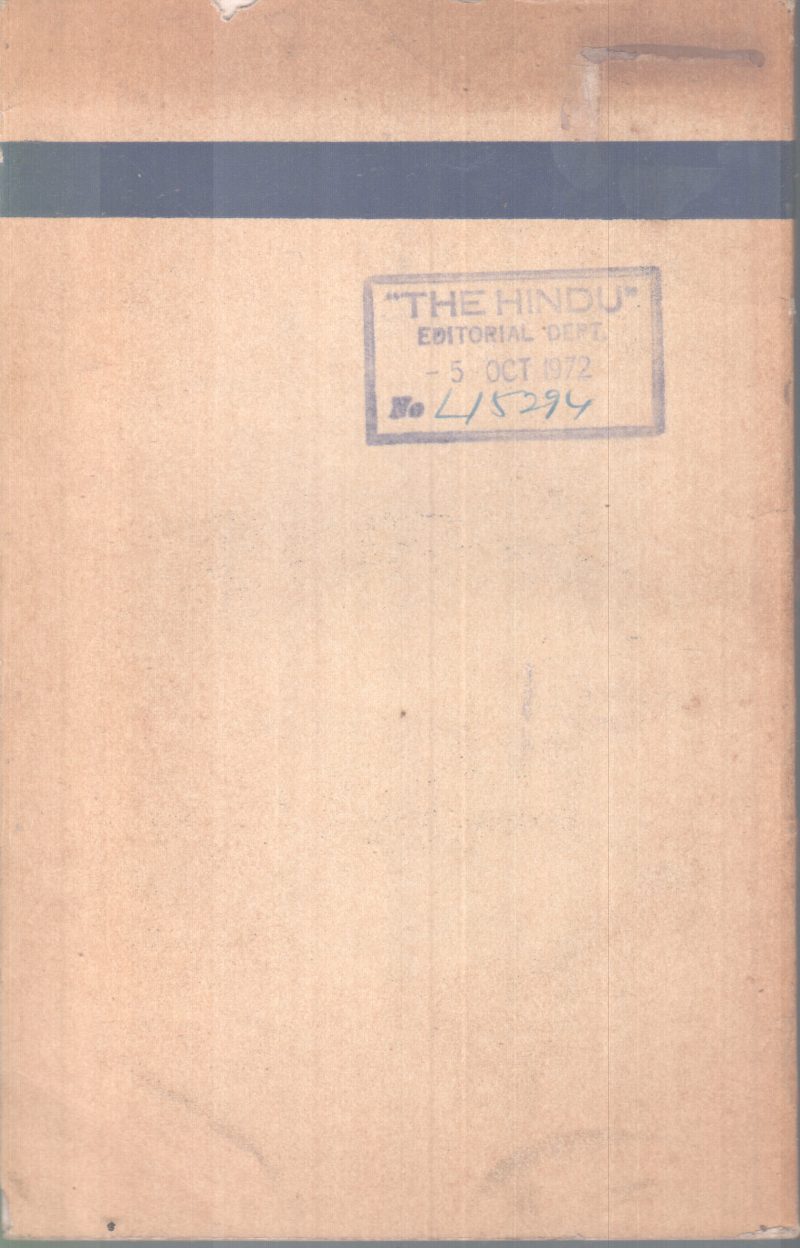 "THE HINDU"
EDITORIAL DEPT.
- 5 OCT 1972
No L15294